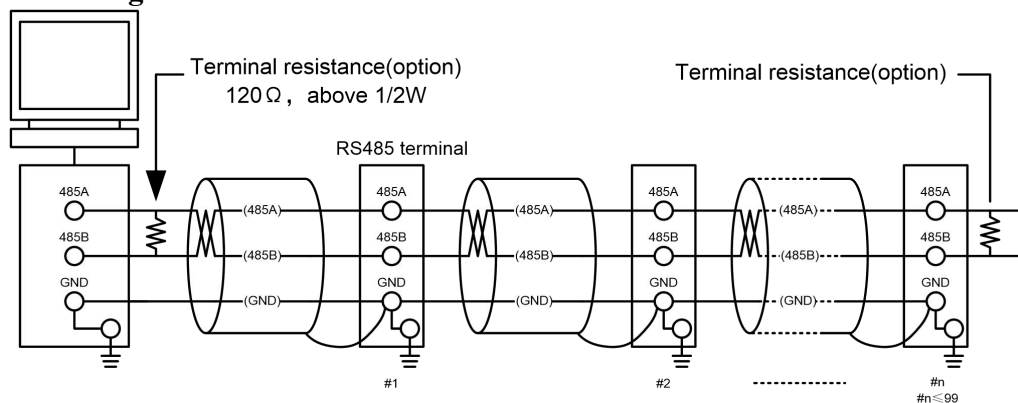 Terminal resistance(option)
120Ω, above 1/2W
Terminal resistance(option)
RS485 terminal
485A
(485A)
485A
(485A)
485A
(485A)
485A
485B
(485B)
485B
(485B)
485B
(485B)
485B
GND
(GND)
GND
(GND)
GND
(GND)
GND
#1
#2
#n
#n≤99